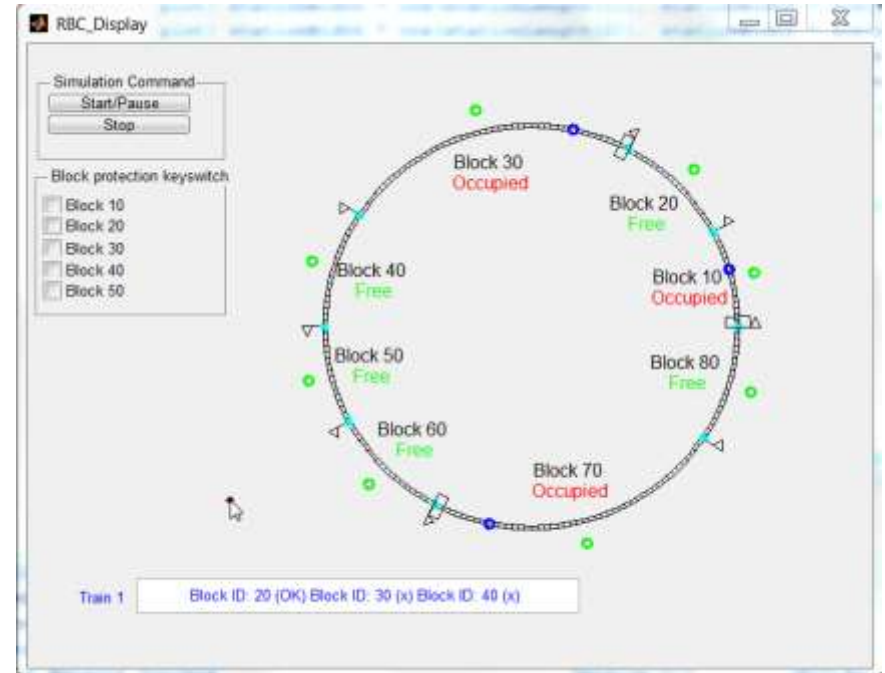 RBC_Display
Simulation Command
Start/Pause
Stop
Block protection keyswitch
Block 10
Block 20
Block 30
Block 40
Block 50
Block 30
Occupied
Block 20
Free
Block 40
Free
Block 10
Occupied
Block 50
Free
Block 80
Free
Block 60
Free
Block 70
Occupied
Train 1
Block ID: 20 (OK) Block ID: 30 (x) Block ID: 40 (x)